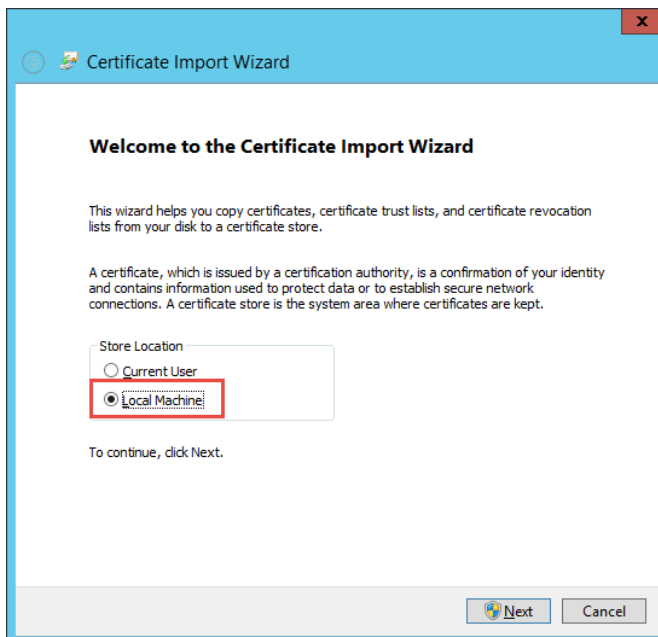 x
Certificate Import Wizard
Welcome to the Certificate Import Wizard
This wizard helps you copy certificates, certificate trust lists, and certificate revocation
lists from your disk to a certificate store.
A certificate, which is issued by a certification authority, is a confirmation of your identity
and contains information used to protect data or to establish secure network
connections. A certificate store is the system area where certificates are kept.
Store Location
Current User
Local Machine
To continue, click Next.
Next Cancel